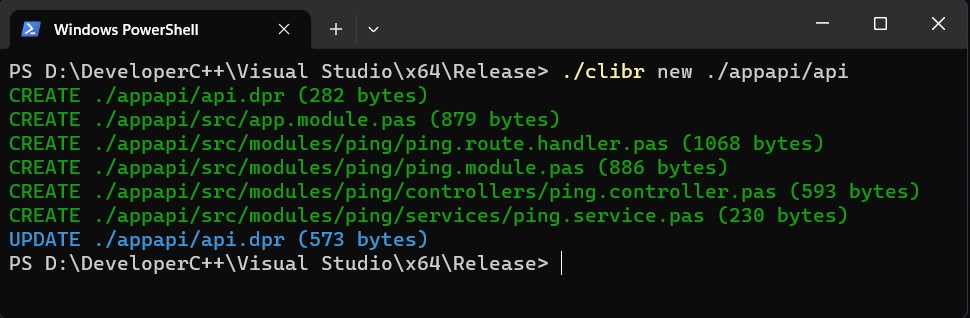 Windows PowerShell
PS D:\DeveloperC++\Visual Studio\x64\Release> ./clibr new ./appapi/api
CREATE ./appapi/api.dpr (282 bytes)
CREATE ./appapi/src/app.module.pas (879 bytes)
CREATE ./appapi/src/modules/ping/ping.route.handler.pas (1068 bytes)
CREATE ./appapi/src/modules/ping/ping.module.pas (886 bytes)
CREATE ./appapi/src/modules/ping/controllers/ping.controller.pas (593 bytes)
CREATE ./appapi/src/modules/ping/services/ping.service.pas (230 bytes)
UPDATE ./appapi/api.dpr (573 bytes)
PS D:\DeveloperC++\Visual Studio\x64\Release>